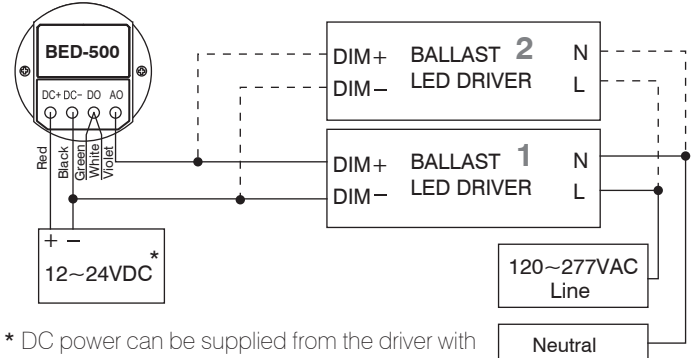 BED-500
DC+ DC− DO AO
Red
Black
Green
White
Violet
DIM+ BALLAST 2 N
DIM− LED DRIVER L
DIM+ BALLAST 1 N
DIM− LED DRIVER L
+ −
12~24VDC *
120~277VAC
Line
* DC power can be supplied from the driver with
Neutral